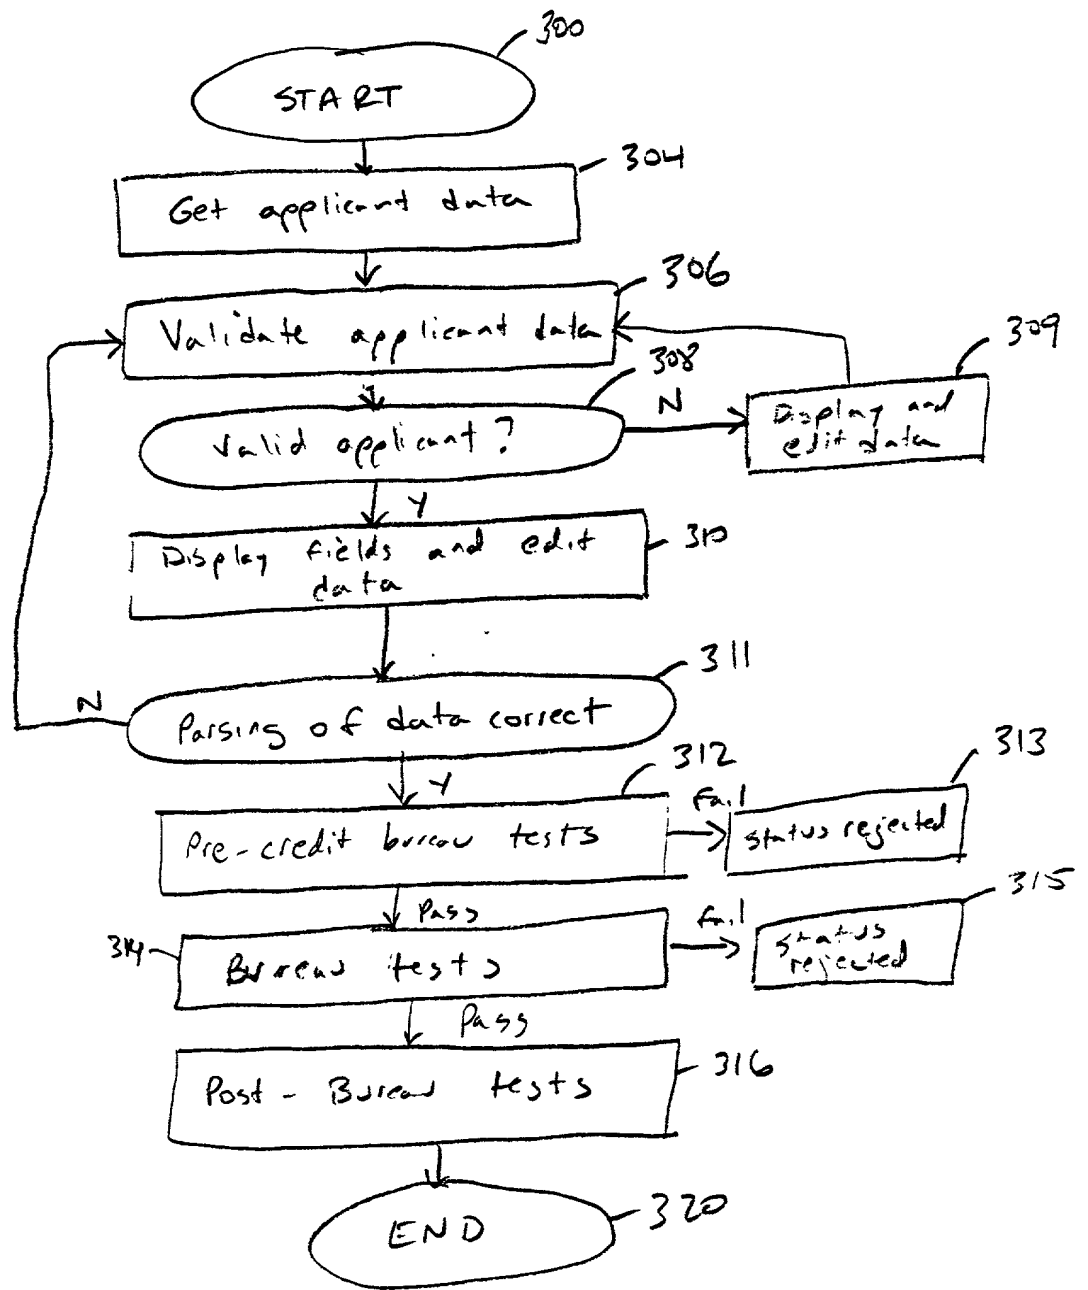 300
START
304
Get applicant data
306
Validate applicant data
309
308
N
Display and
edit data
Valid applicant?
Y
Display fields and edit
data
310
311
N
Parsing of data correct
Y
312
313
Pre-credit bureau tests
Fail
status rejected
315
Pass
Fail
314
Bureau tests
status
rejected
Pass
Post-Bureau tests
316
END
320